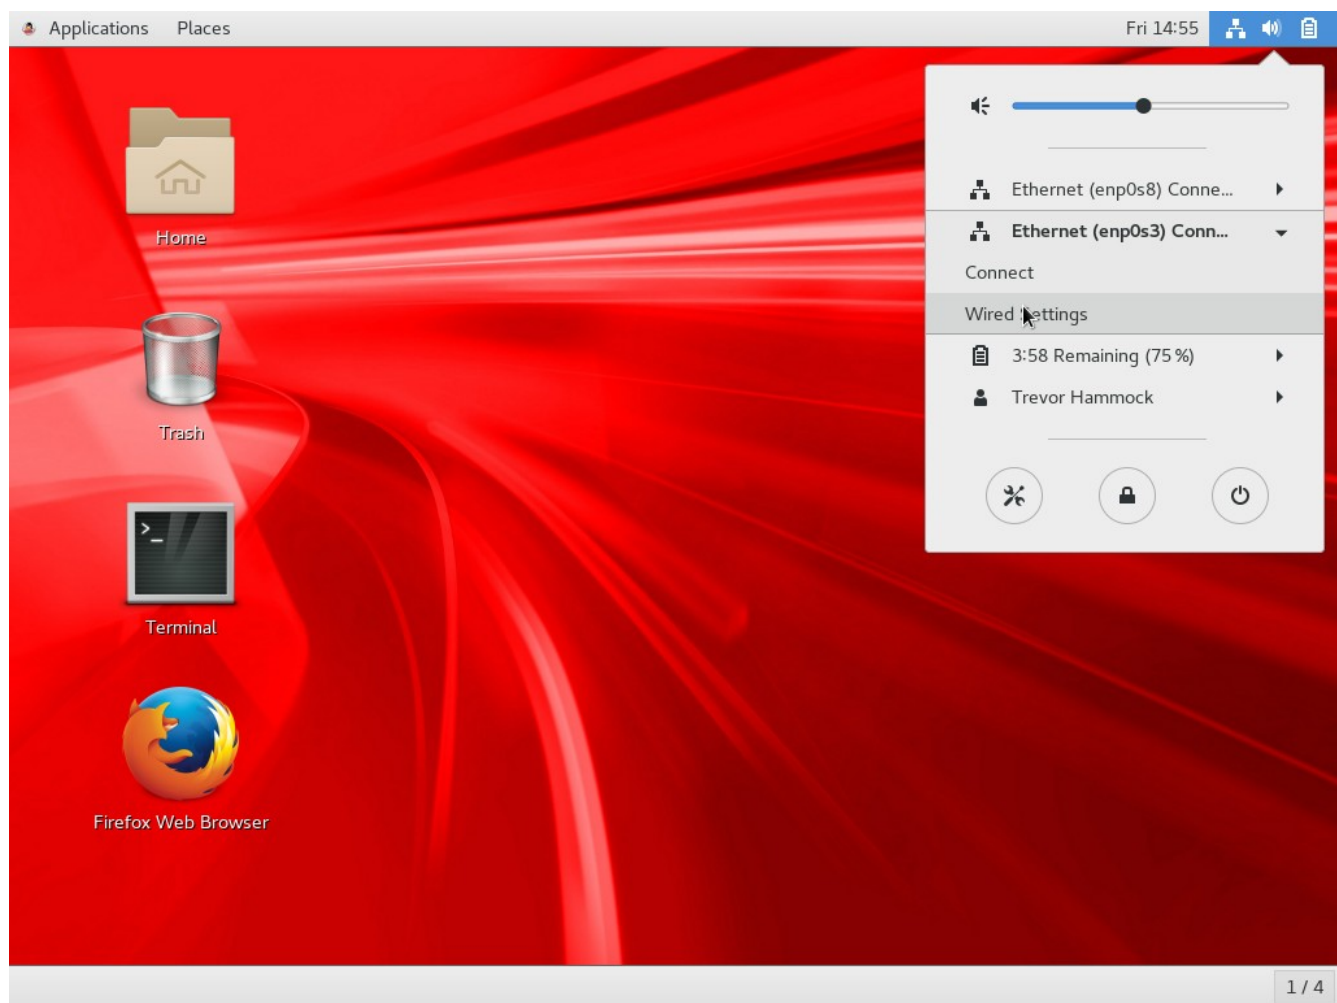 Applications Places Fri 14:55
Home
Trash
>_
Terminal
Firefox Web Browser
Ethernet (enp0s8) Conne...
Ethernet (enp0s3) Conn...
Connect
Wired Settings
3:58 Remaining (75 %)
Trevor Hammock
1 / 4